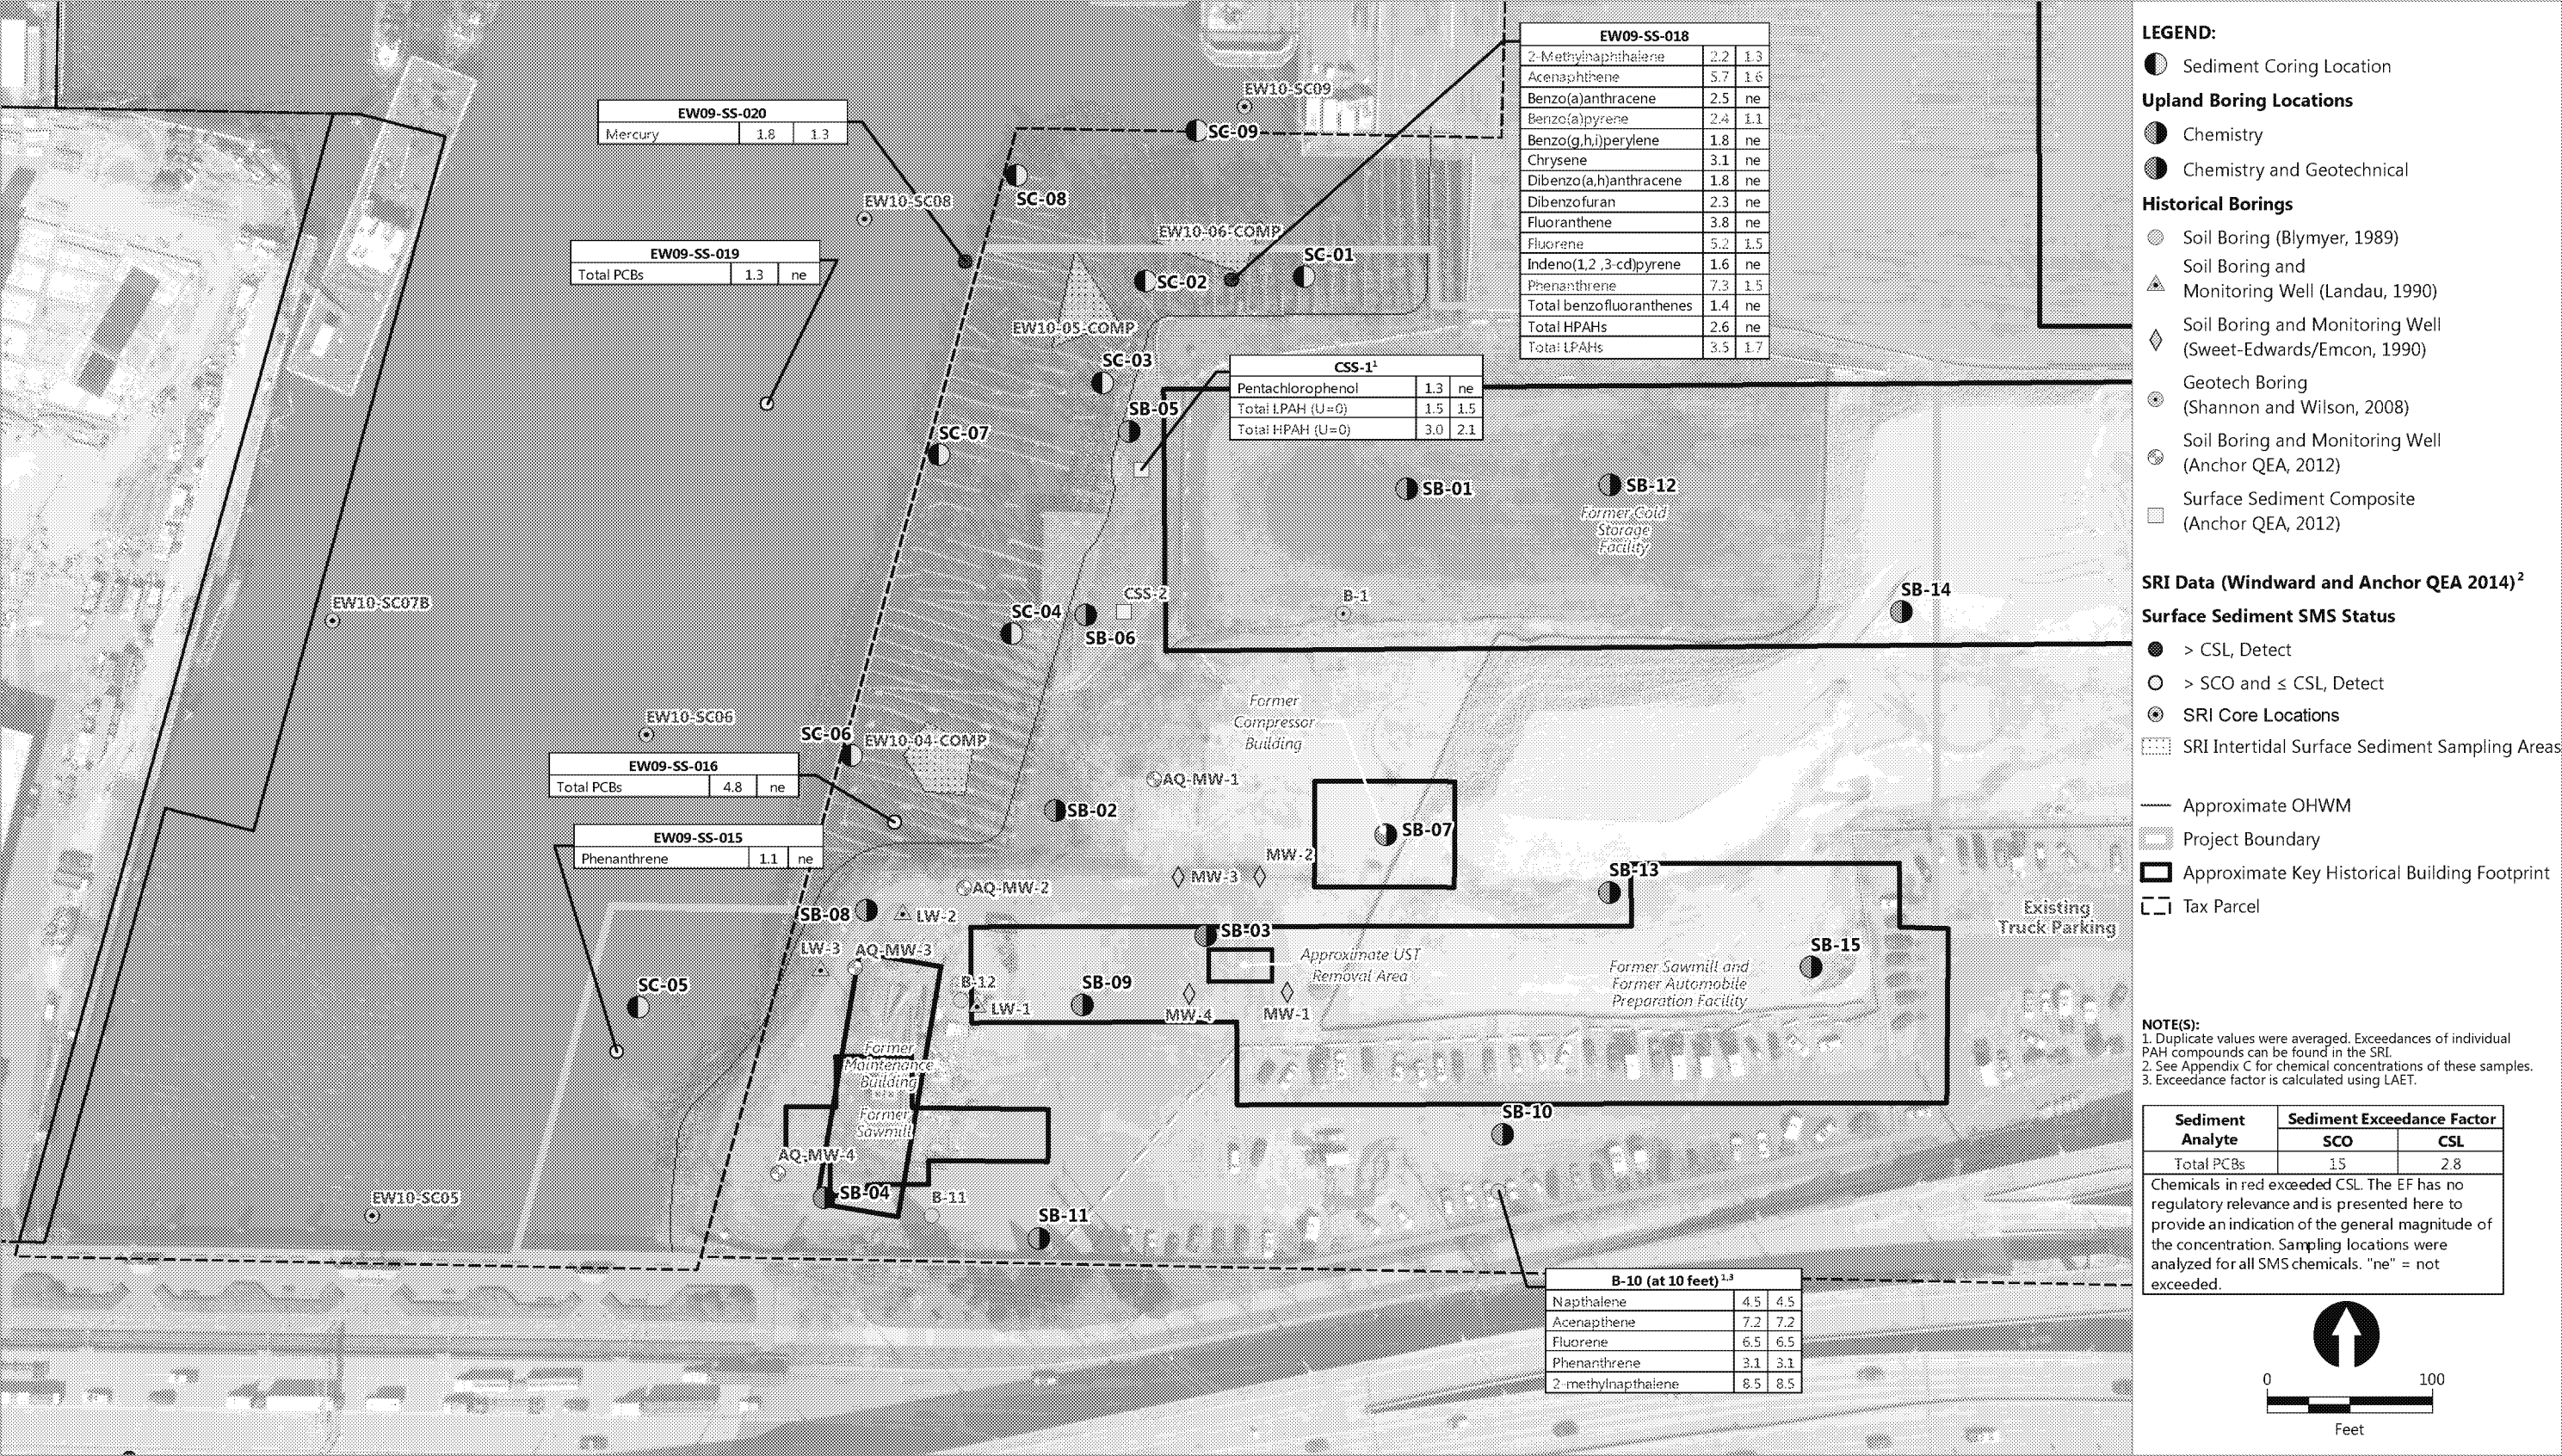 EW09-SS-018
2-Methylnaphthalene 2.2 1.3
Acenaphthene 5.7 1.6
Benzo(a)anthracene 2.5 ne
Benzo(a)pyrene 2.4 1.1
Benzo(g,h,i)perylene 1.8 ne
Chrysene 3.1 ne
Dibenzo(a,h)anthracene 1.8 ne
Dibenzofuran 2.3 ne
Fluoranthene 3.8 ne
Fluorene 5.2 1.5
Indeno(1,2 ,3-cd)pyrene 1.6 ne
Phenanthrene 7.3 1.5
Total benzofluoranthenes 1.4 ne
Total HPAHs 2.6 ne
Total LPAHs 3.5 1.7
EW09-SS-020
Mercury 1.8 1.3
EW10-SC09
SC-09
SC-08
EW10-SC08
EW10-06-COMP
EW09-SS-019
Total PCBs 1.3 ne
SC-01
SC-02
EW10-05-COMP
SC-03
CSS-1¹
Pentachlorophenol 1.3 ne
Total LPAH (U=0) 1.5 1.5
Total HPAH (U=0) 3.0 2.1
SB-05
SC-07
SB-01
SB-12
Former Cold
Storage
Facility
EW10-SC07B
SC-04
CSS-2
SB-06
B-1
SB-14
EW10-SC06
SC-06
EW10-04-COMP
Former
Compressor
Building
EW09-SS-016
Total PCBs 4.8 ne
AQ-MW-1
SB-02
SB-07
EW09-SS-015
Phenanthrene 1.1 ne
MW-2
MW-3
SB-13
AQ-MW-2
SB-08
LW-2
SB-03
Existing
Truck Parking
LW-3
AQ-MW-3
Approximate UST
Removal Area
SB-15
Former Sawmill and
Former Automobile
Preparation Facility
SC-05
B-12
LW-1
SB-09
MW-4
MW-1
Former
Maintenance
Building
Former
Sawmill
SB-10
AQ-MW-4
SB-04
B-11
EW10-SC05
SB-11
B-10 (at 10 feet) ¹,³
Napthalene 4.5 4.5
Acenapthene 7.2 7.2
Fluorene 6.5 6.5
Phenanthrene 3.1 3.1
2-methylnapthalene 8.5 8.5
LEGEND:
Sediment Coring Location
Upland Boring Locations
Chemistry
Chemistry and Geotechnical
Historical Borings
Soil Boring (Blymyer, 1989)
Soil Boring and
Monitoring Well (Landau, 1990)
Soil Boring and Monitoring Well
(Sweet-Edwards/Emcon, 1990)
Geotech Boring
(Shannon and Wilson, 2008)
Soil Boring and Monitoring Well
(Anchor QEA, 2012)
Surface Sediment Composite
(Anchor QEA, 2012)
SRI Data (Windward and Anchor QEA 2014)²
Surface Sediment SMS Status
> CSL, Detect
> SCO and ≤ CSL, Detect
SRI Core Locations
SRI Intertidal Surface Sediment Sampling Areas
Approximate OHWM
Project Boundary
Approximate Key Historical Building Footprint
Tax Parcel
NOTE(S):
1. Duplicate values were averaged. Exceedances of individual
PAH compounds can be found in the SRI.
2. See Appendix C for chemical concentrations of these samples.
3. Exceedance factor is calculated using LAET.
Sediment Analyte Sediment Exceedance Factor
SCO CSL
Total PCBs 15 2.8
Chemicals in red exceeded CSL. The EF has no
regulatory relevance and is presented here to
provide an indication of the general magnitude of
the concentration. Sampling locations were
analyzed for all SMS chemicals. "ne" = not
exceeded.
0 100
Feet